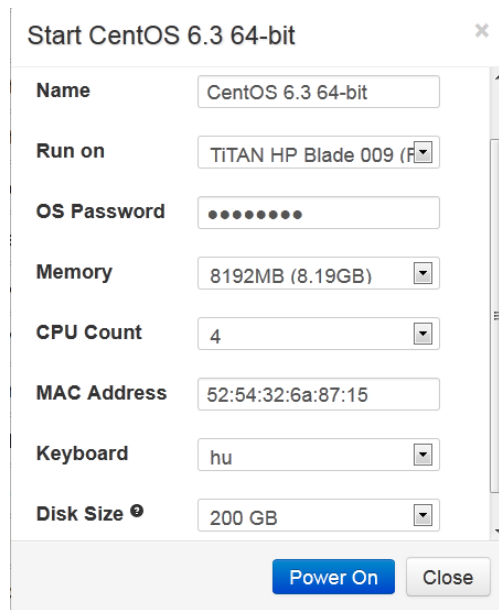 Start CentOS 6.3 64-bit ×
Name CentOS 6.3 64-bit
Run on TiTAN HP Blade 009 (F
OS Password ●●●●●●●●
Memory 8192MB (8.19GB)
CPU Count 4
MAC Address 52:54:32:6a:87:15
Keyboard hu
Disk Size ? 200 GB
Power On Close